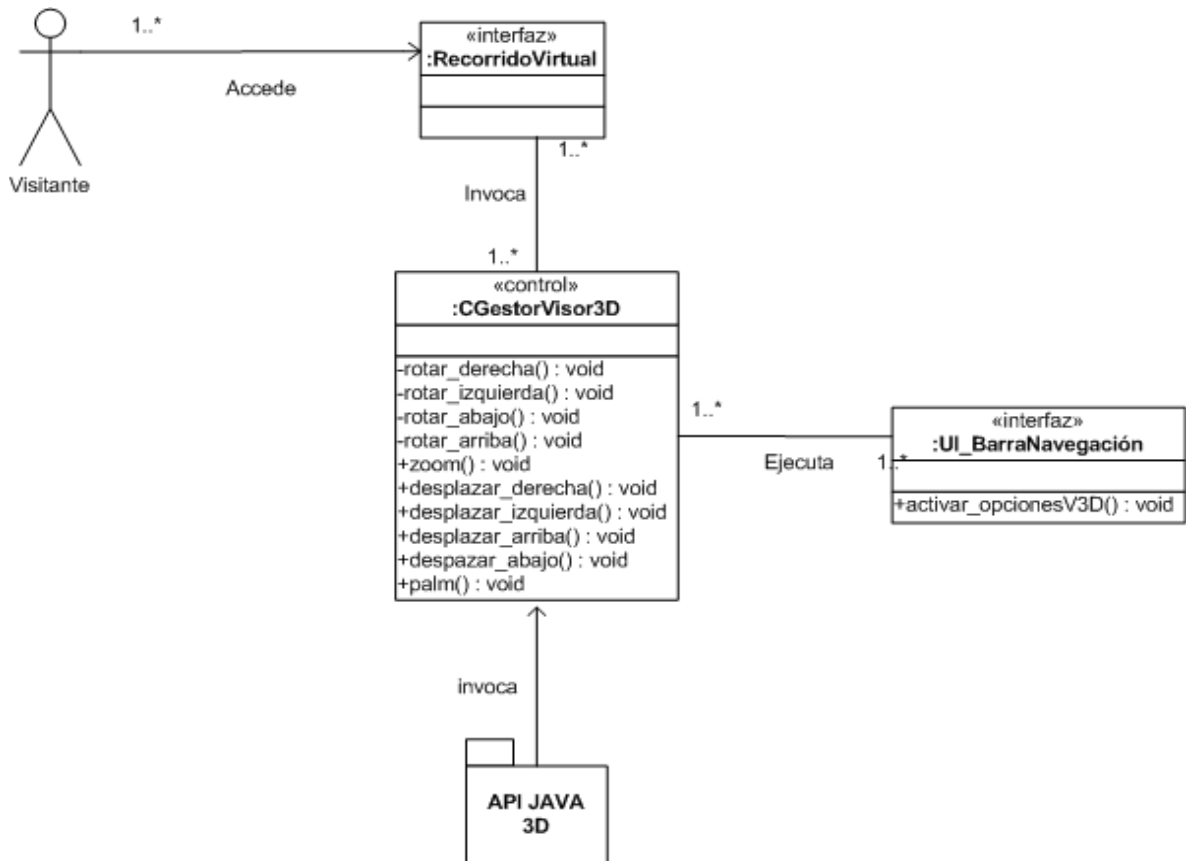 1..*
Accede
Visitante
«interfaz»
:RecorridoVirtual
1..*
Invoca
1..*
«control»
:CGestorVisor3D
-rotar_derecha() : void
-rotar_izquierda() : void
-rotar_abajo() : void
-rotar_arriba() : void
+zoom() : void
+desplazar_derecha() : void
+desplazar_izquierda() : void
+desplazar_arriba() : void
+despazar_abajo() : void
+palm() : void
1..*
Ejecuta
1..*
«interfaz»
:UI_BarraNavegación
+activar_opcionesV3D() : void
invoca
API JAVA
3D